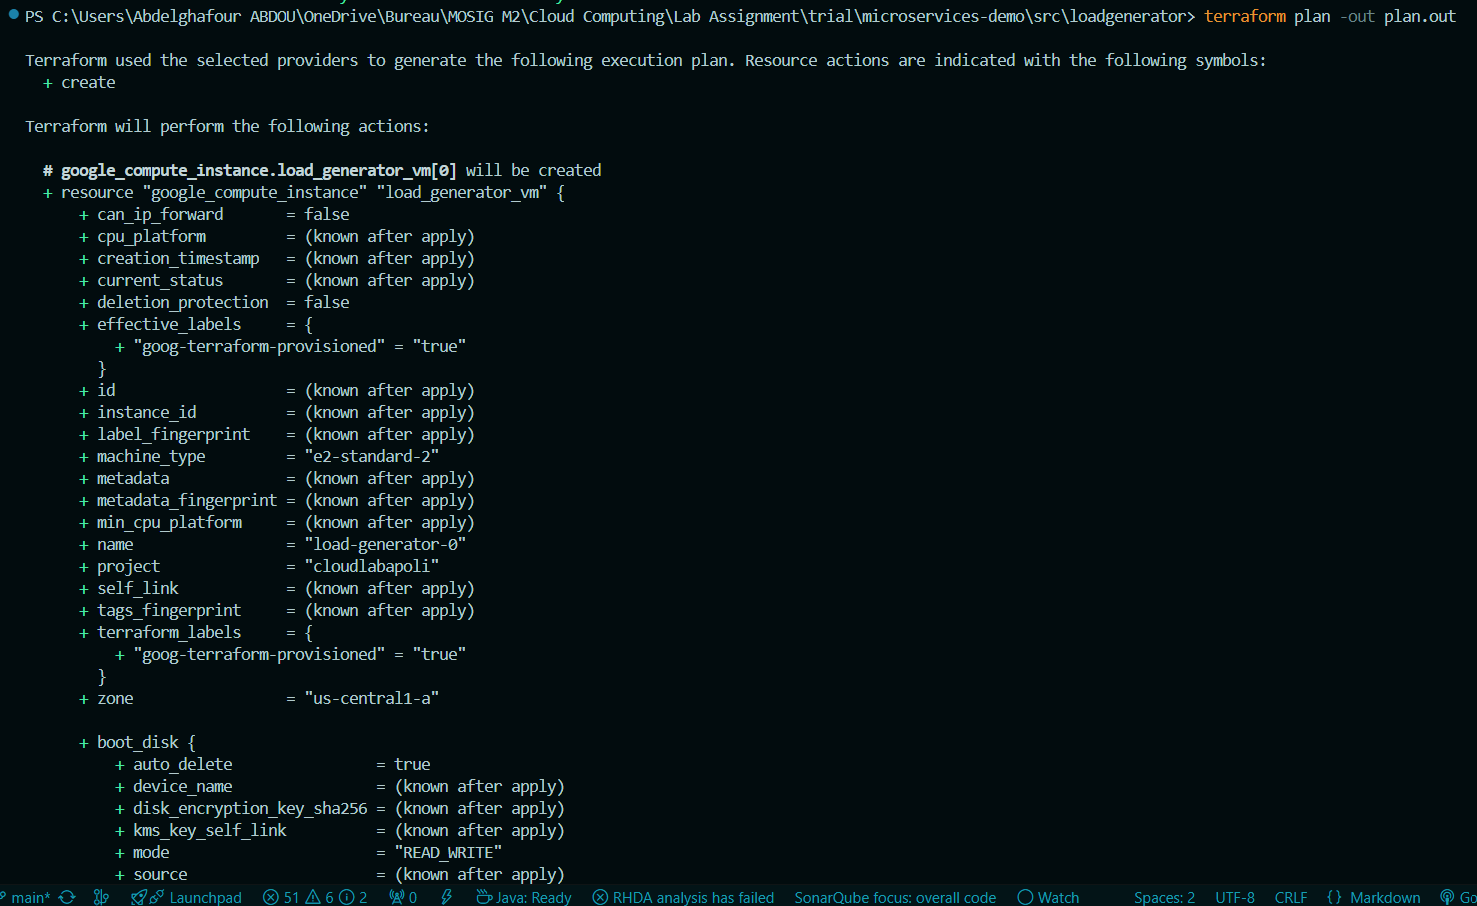 PS C:\Users\Abdelghafour ABDOU\OneDrive\Bureau\MOSIG M2\Cloud Computing\Lab Assignment\trial\microservices-demo\src\loadgenerator> terraform plan -out plan.out
Terraform used the selected providers to generate the following execution plan. Resource actions are indicated with the following symbols:
+ create
Terraform will perform the following actions:
# google_compute_instance.load_generator_vm[0] will be created
+ resource "google_compute_instance" "load_generator_vm" {
+ can_ip_forward = false
+ cpu_platform = (known after apply)
+ creation_timestamp = (known after apply)
+ current_status = (known after apply)
+ deletion_protection = false
+ effective_labels = {
+ "goog-terraform-provisioned" = "true"
}
+ id = (known after apply)
+ instance_id = (known after apply)
+ label_fingerprint = (known after apply)
+ machine_type = "e2-standard-2"
+ metadata = (known after apply)
+ metadata_fingerprint = (known after apply)
+ min_cpu_platform = (known after apply)
+ name = "load-generator-0"
+ project = "cloudlabapoli"
+ self_link = (known after apply)
+ tags_fingerprint = (known after apply)
+ terraform_labels = {
+ "goog-terraform-provisioned" = "true"
}
+ zone = "us-central1-a"
+ boot_disk {
+ auto_delete = true
+ device_name = (known after apply)
+ disk_encryption_key_sha256 = (known after apply)
+ kms_key_self_link = (known after apply)
+ mode = "READ_WRITE"
+ source = (known after apply)
main* Launchpad 51 6 2 0 Java: Ready RHDA analysis has failed SonarQube focus: overall code Watch Spaces: 2 UTF-8 CRLF {} Markdown Go